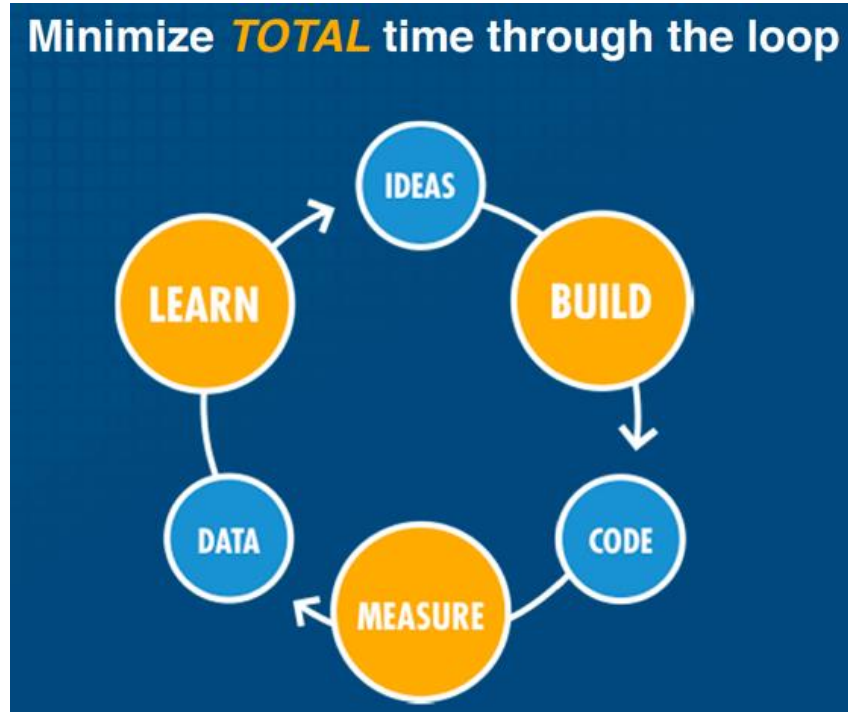 Minimize TOTAL time through the loop
IDEAS
BUILD
CODE
MEASURE
DATA
LEARN